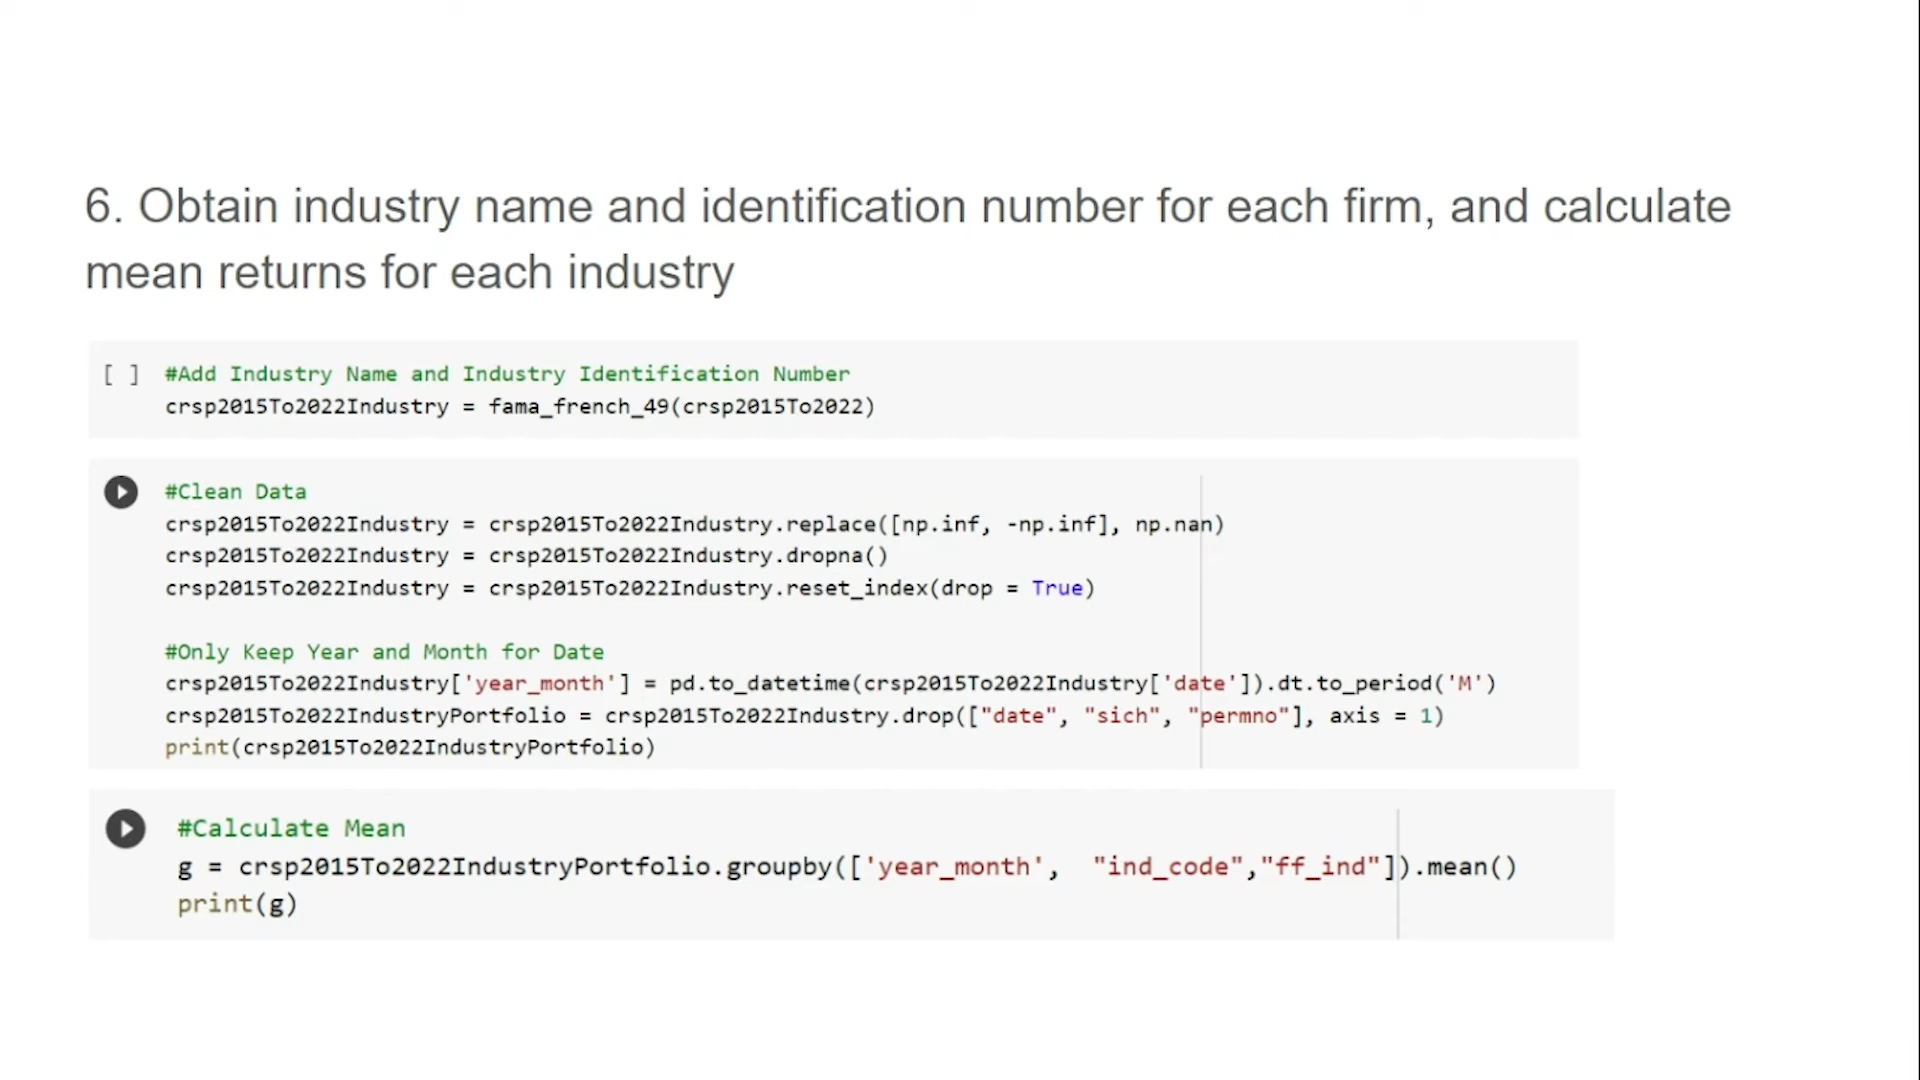 6. Obtain industry name and identification number for each firm, and calculate
mean returns for each industry
[ ] #Add Industry Name and Industry Identification Number
crsp2015To2022Industry = fama_french_49(crsp2015To2022)
#Clean Data
crsp2015To2022Industry = crsp2015To2022Industry.replace([np.inf, -np.inf], np.nan)
crsp2015To2022Industry = crsp2015To2022Industry.dropna()
crsp2015To2022Industry = crsp2015To2022Industry.reset_index(drop = True)
#Only Keep Year and Month for Date
crsp2015To2022Industry['year_month'] = pd.to_datetime(crsp2015To2022Industry['date']).dt.to_period('M')
crsp2015To2022IndustryPortfolio = crsp2015To2022Industry.drop(["date", "sich", "permno"], axis = 1)
print(crsp2015To2022IndustryPortfolio)
#Calculate Mean
g = crsp2015To2022IndustryPortfolio.groupby(['year_month',  "ind_code","ff_ind"]).mean()
print(g)